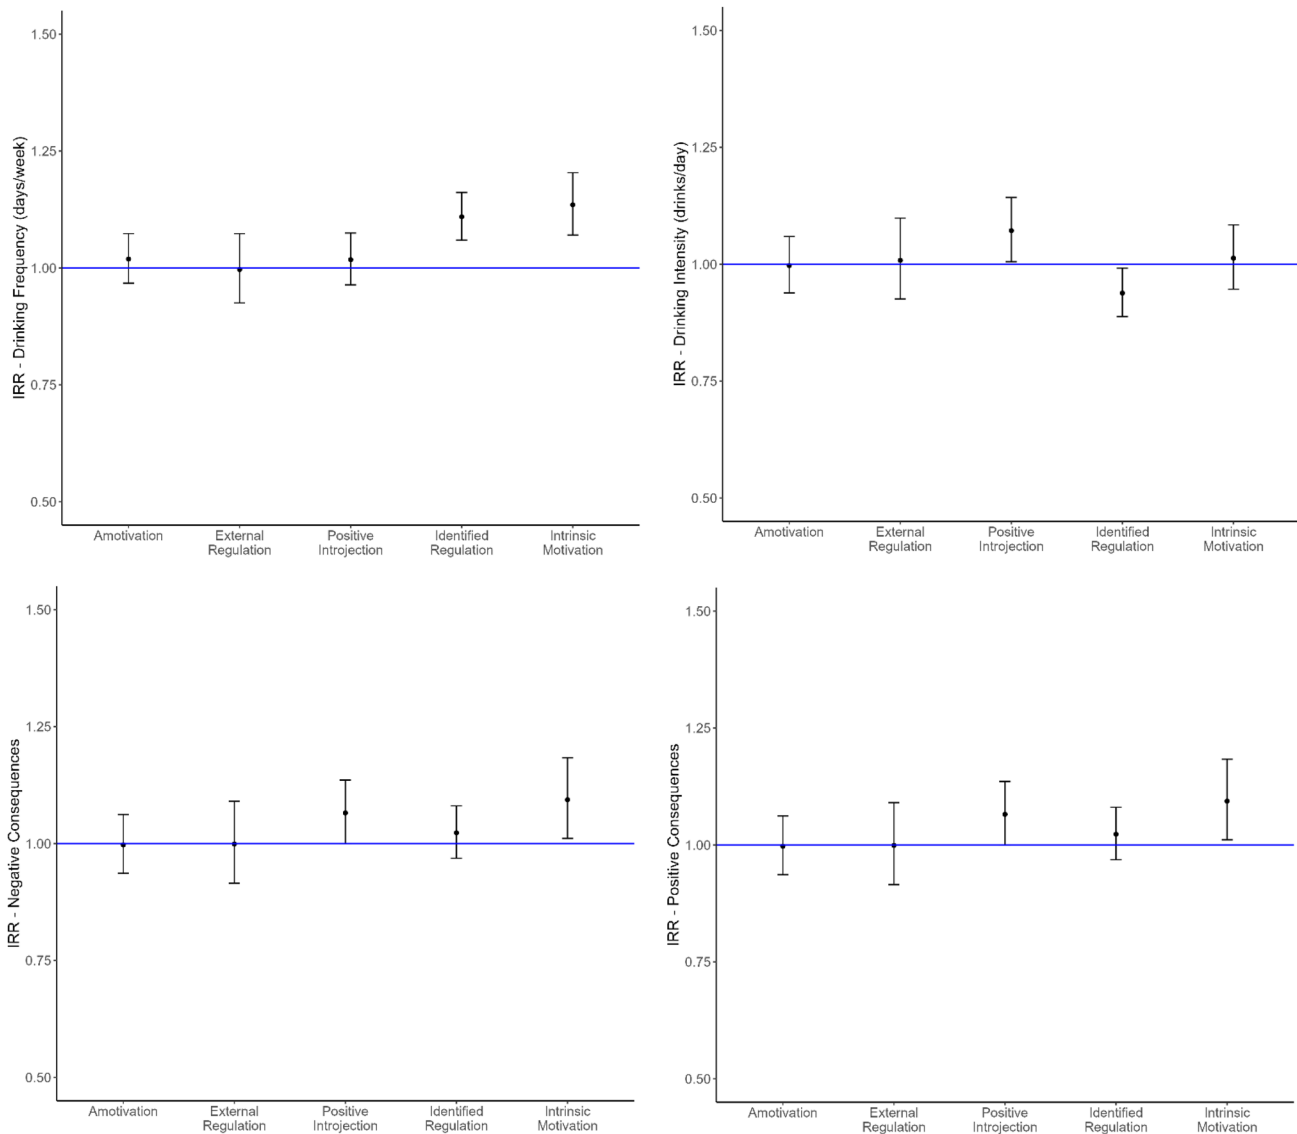 IRR - Drinking Frequency (days/week)
1.50
1.25
1.00
0.75
0.50
Amotivation
External
Regulation
Positive
Introjection
Identified
Regulation
Intrinsic
Motivation
IRR - Drinking Intensity (drinks/day)
1.50
1.25
1.00
0.75
0.50
Amotivation
External
Regulation
Positive
Introjection
Identified
Regulation
Intrinsic
Motivation
IRR - Negative Consequences
1.50
1.25
1.00
0.75
0.50
Amotivation
External
Regulation
Positive
Introjection
Identified
Regulation
Intrinsic
Motivation
IRR - Positive Consequences
1.50
1.25
1.00
0.75
0.50
Amotivation
External
Regulation
Positive
Introjection
Identified
Regulation
Intrinsic
Motivation